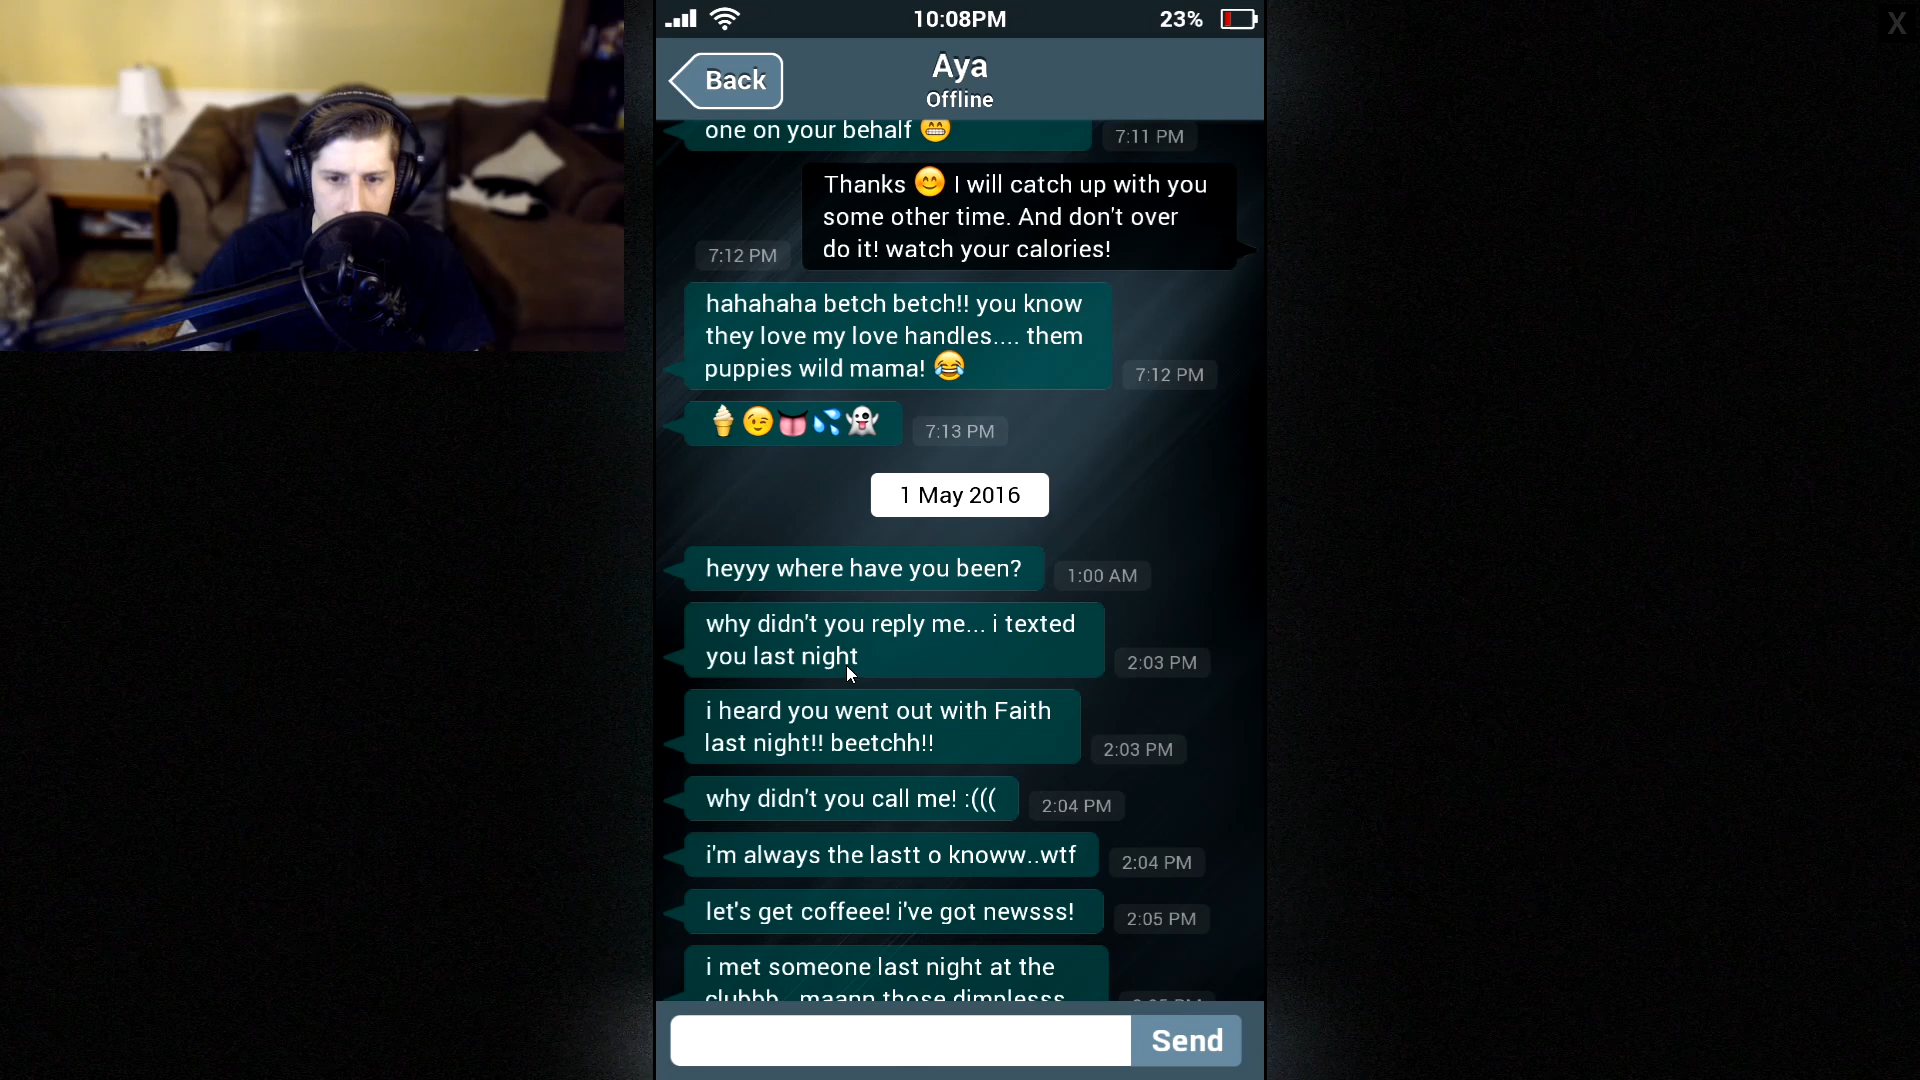 10:08PM
23%
X
Back
Aya
Offline
one on your behalf 😁
7:11 PM
Thanks 😊 I will catch up with you
some other time. And don't over
do it! watch your calories!
7:12 PM
hahahaha betch betch!! you know
they love my love handles.... them
puppies wild mama! 😂
7:12 PM
🍦😉👅💦👻
7:13 PM
1 May 2016
heyyy where have you been?
1:00 AM
why didn't you reply me... i texted
you last night
2:03 PM
i heard you went out with Faith
last night!! beetchh!!
2:03 PM
why didn't you call me! :(((
2:04 PM
i'm always the lastt o knoww..wtf
2:04 PM
let's get coffeee! i've got newsss!
2:05 PM
i met someone last night at the
clubbb...maann those dimplesss
Send